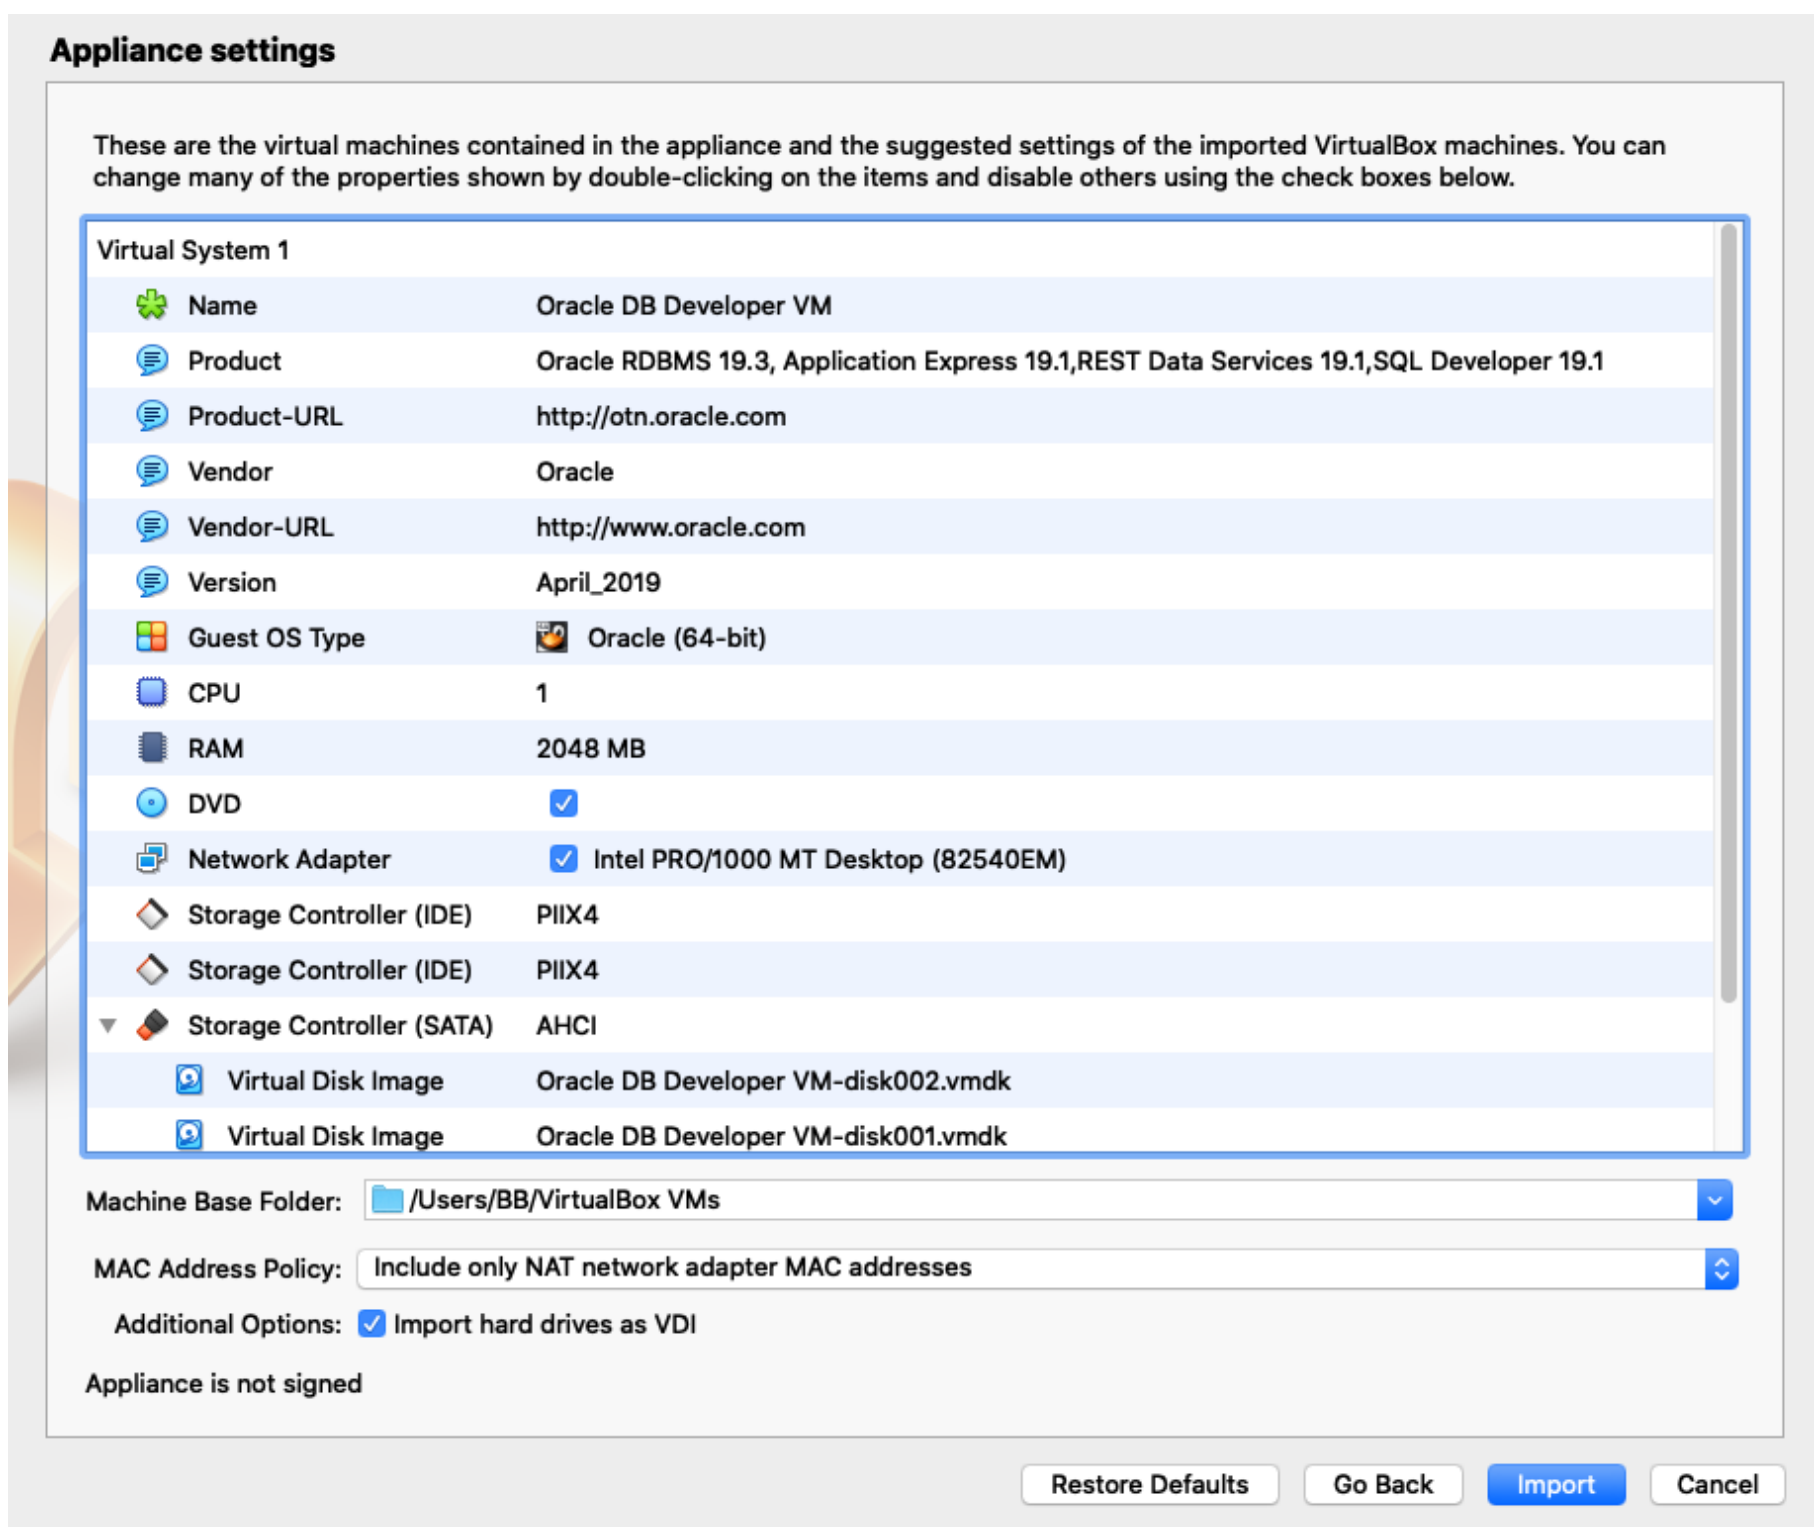 Appliance settings
These are the virtual machines contained in the appliance and the suggested settings of the imported VirtualBox machines. You can
change many of the properties shown by double-clicking on the items and disable others using the check boxes below.
Virtual System 1
Name Oracle DB Developer VM
Product Oracle RDBMS 19.3, Application Express 19.1,REST Data Services 19.1,SQL Developer 19.1
Product-URL http://otn.oracle.com
Vendor Oracle
Vendor-URL http://www.oracle.com
Version April_2019
Guest OS Type Oracle (64-bit)
CPU 1
RAM 2048 MB
DVD
Network Adapter Intel PRO/1000 MT Desktop (82540EM)
Storage Controller (IDE) PIIX4
Storage Controller (IDE) PIIX4
Storage Controller (SATA) AHCI
Virtual Disk Image Oracle DB Developer VM-disk002.vmdk
Virtual Disk Image Oracle DB Developer VM-disk001.vmdk
Machine Base Folder: /Users/BB/VirtualBox VMs
MAC Address Policy: Include only NAT network adapter MAC addresses
Additional Options: Import hard drives as VDI
Appliance is not signed
Restore Defaults Go Back Import Cancel